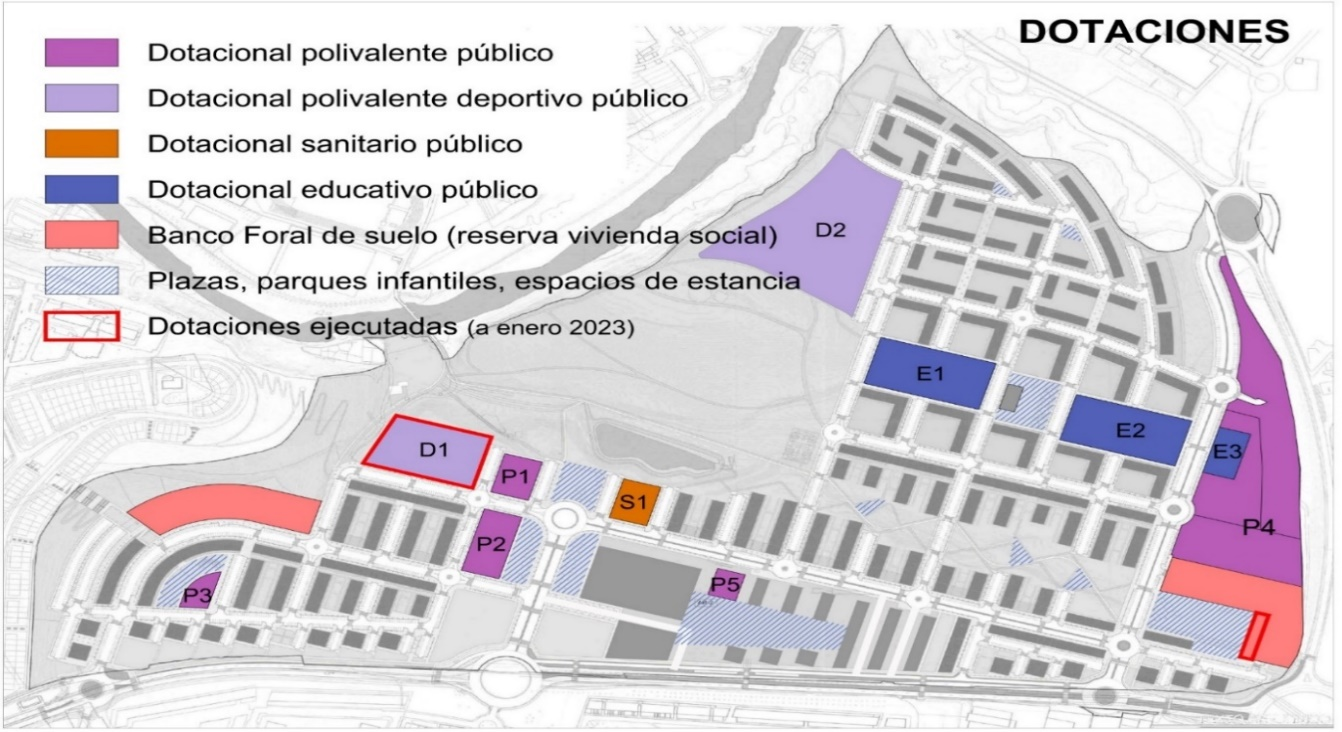 DOTACIONES
Dotacional polivalente público
Dotacional polivalente deportivo público
Dotacional sanitario público
Dotacional educativo público
Banco Foral de suelo (reserva vivienda social)
Plazas, parques infantiles, espacios de estancia
Dotaciones ejecutadas (a enero 2023)
D2
E1
E2
E3
D1
P1
S1
P4
P2
P5
P3